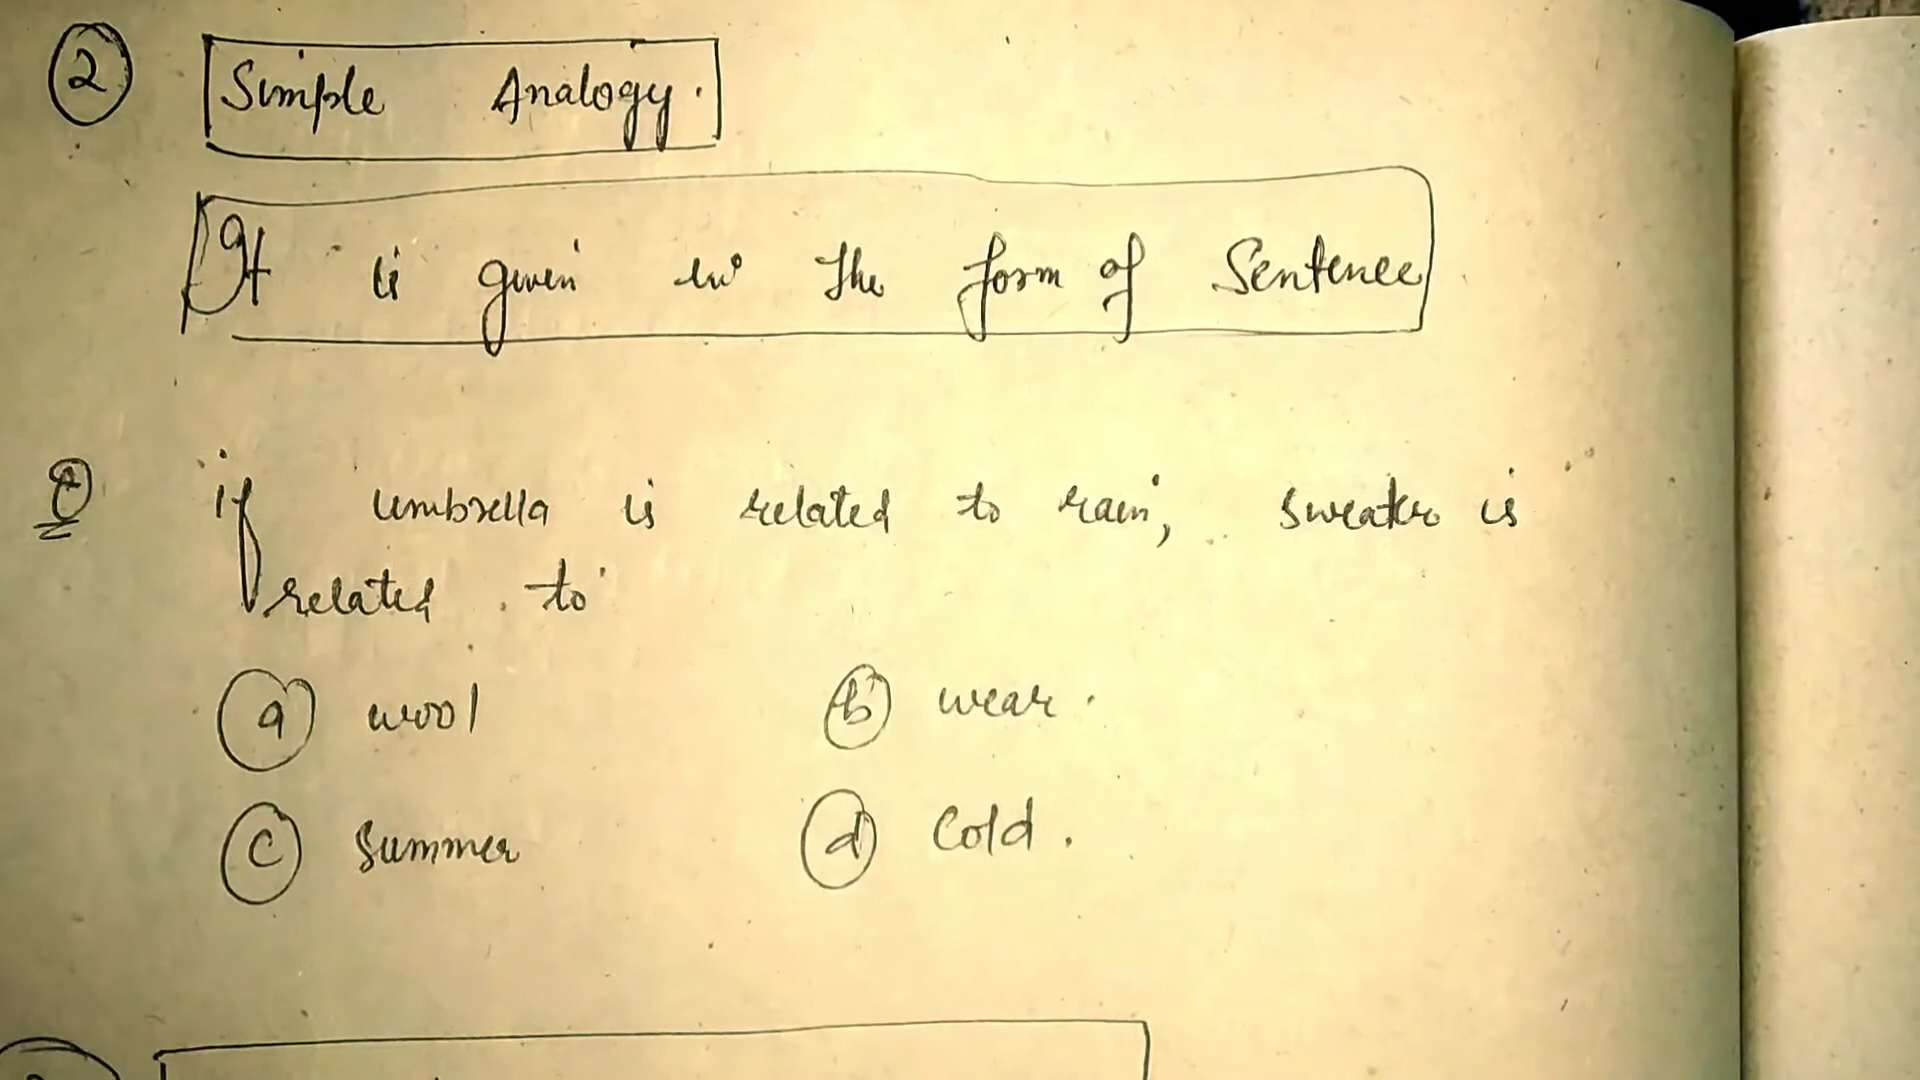 2 Simple Analogy.
It is given in the form of Sentence
Q if umbrella is related to rain, sweater is
related to
a wool b wear.
c Summer d Cold.